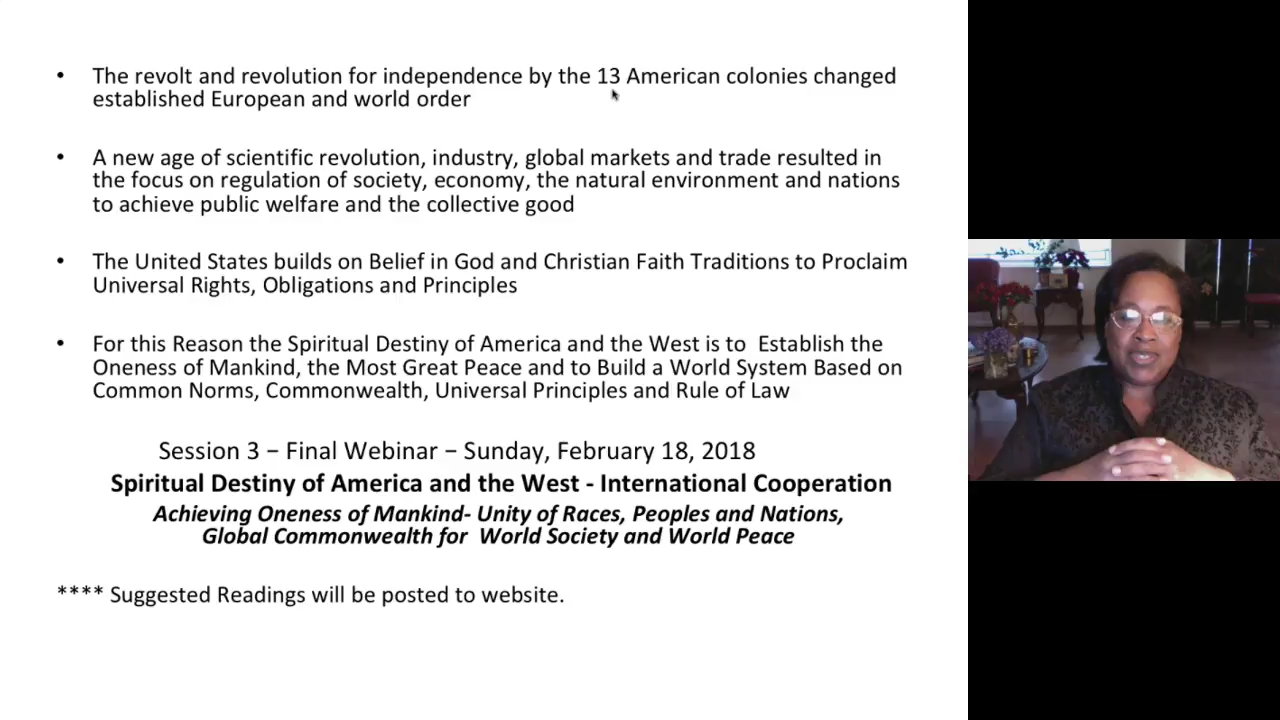 • The revolt and revolution for independence by the 13 American colonies changed
established European and world order
• A new age of scientific revolution, industry, global markets and trade resulted in
the focus on regulation of society, economy, the natural environment and nations
to achieve public welfare and the collective good
• The United States builds on Belief in God and Christian Faith Traditions to Proclaim
Universal Rights, Obligations and Principles
• For this Reason the Spiritual Destiny of America and the West is to  Establish the
Oneness of Mankind, the Most Great Peace and to Build a World System Based on
Common Norms, Commonwealth, Universal Principles and Rule of Law
Session 3 – Final Webinar – Sunday, February 18, 2018
Spiritual Destiny of America and the West - International Cooperation
Achieving Oneness of Mankind- Unity of Races, Peoples and Nations,
Global Commonwealth for  World Society and World Peace
**** Suggested Readings will be posted to website.